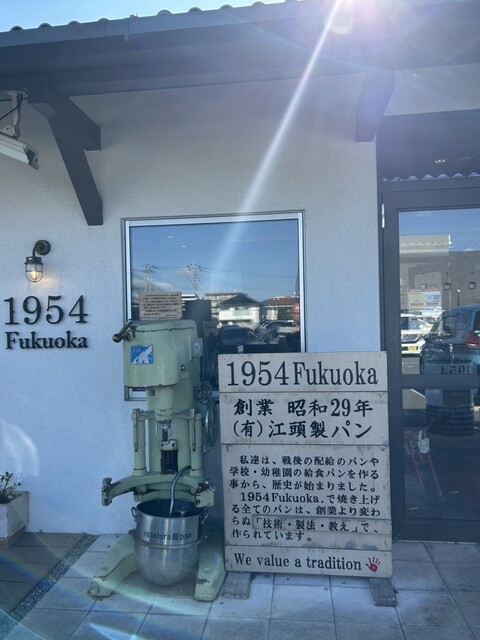 1954
Fukuoka
1954 Fukuoka
創業 昭和29年
(有)江頭製パン
私達は、戦後の配給のパンや
学校・幼稚園の給食パンを作る
事から、歴史が始まりました。
1954Fukuoka.で焼き上げ
る全てのパンは、創業より変わ
らぬ「技術・製法・教え」で、
作られています。
We value a tradition